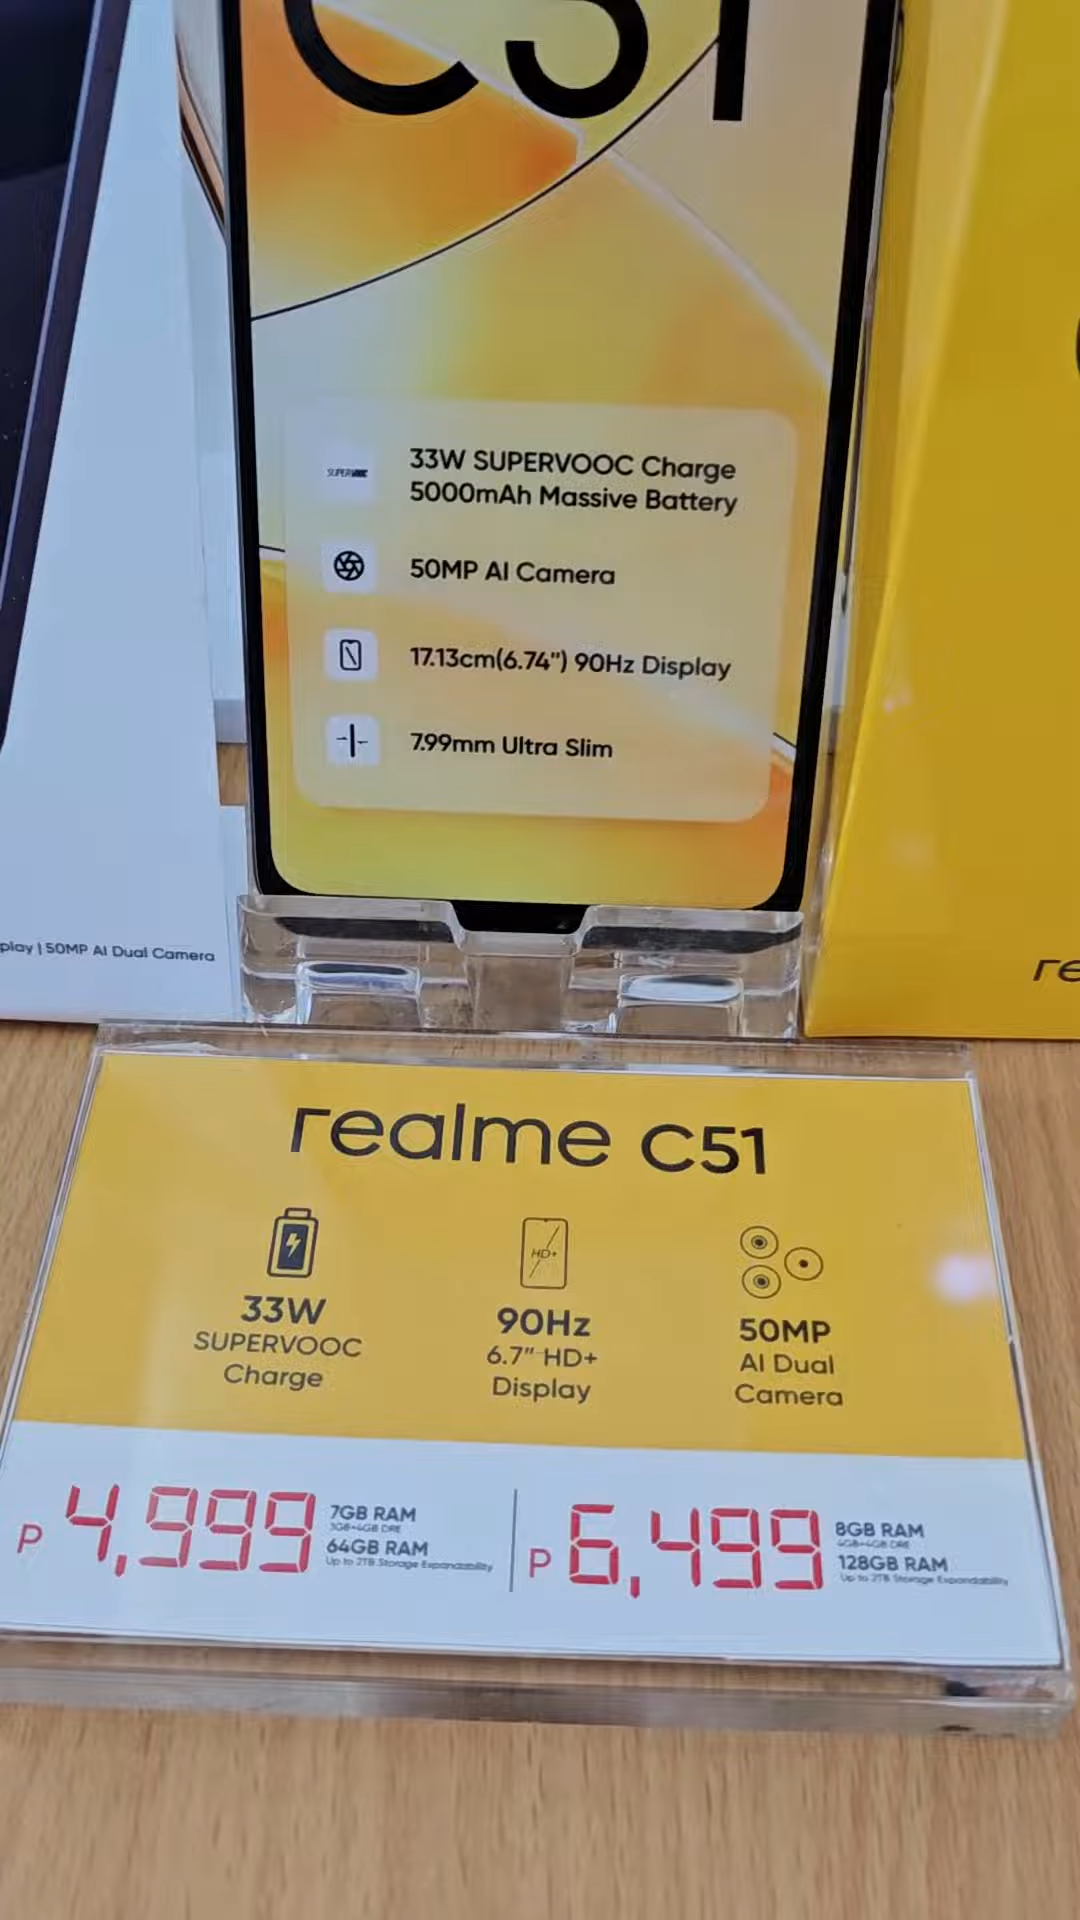 C51
SUPERVOOC
33W SUPERVOOC Charge
5000mAh Massive Battery
50MP AI Camera
17.13cm(6.74") 90Hz Display
7.99mm Ultra Slim
play | 50MP AI Dual Camera
re
realme C51
HD+
33W
SUPERVOOC
Charge
90Hz
6.7" HD+
Display
50MP
AI Dual
Camera
P 4,999
7GB RAM
3GB+4GB DRE
64GB RAM
Up to 2TB Storage Expandability
P 6,499
8GB RAM
4GB+4GB DRE
128GB RAM
Up to 2TB Storage Expandability